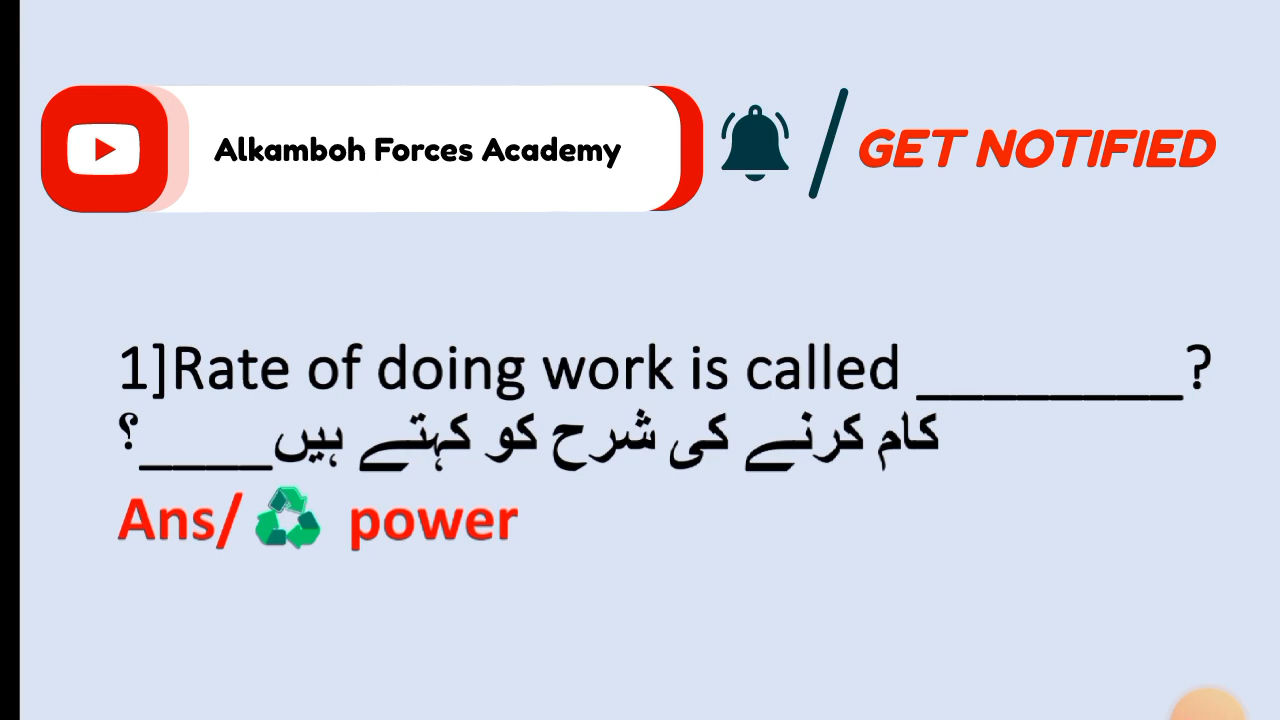 Alkamboh Forces Academy
GET NOTIFIED
1]Rate of doing work is called ________?
کام کرنے کی شرح کو کہتے ہیں____؟
Ans/♻ power